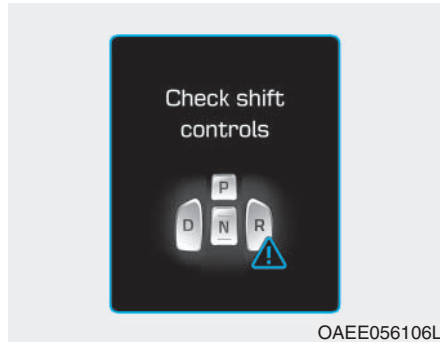 Check shift
controls
P
D N R
OAEE056106L